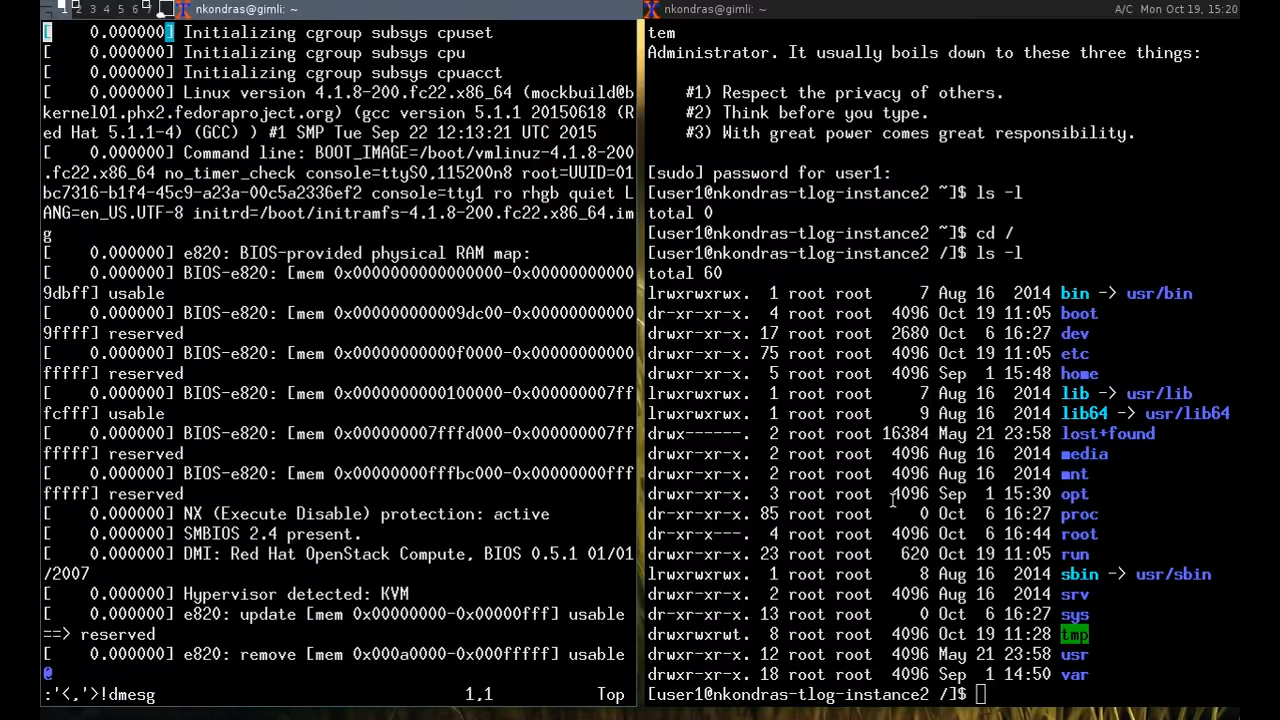 1 2 3 4 5 6 7 nkondras@gimli: ~
[    0.000000] Initializing cgroup subsys cpuset
[    0.000000] Initializing cgroup subsys cpu
[    0.000000] Initializing cgroup subsys cpuacct
[    0.000000] Linux version 4.1.8-200.fc22.x86_64 (mockbuild@b
kernel01.phx2.fedoraproject.org) (gcc version 5.1.1 20150618 (R
ed Hat 5.1.1-4) (GCC) ) #1 SMP Tue Sep 22 12:13:21 UTC 2015
[    0.000000] Command line: BOOT_IMAGE=/boot/vmlinuz-4.1.8-200
.fc22.x86_64 no_timer_check console=ttyS0,115200n8 root=UUID=01
bc7316-b1f4-45c9-a23a-00c5a2336ef2 console=tty1 ro rhgb quiet L
ANG=en_US.UTF-8 initrd=/boot/initramfs-4.1.8-200.fc22.x86_64.im
g
[    0.000000] e820: BIOS-provided physical RAM map:
[    0.000000] BIOS-e820: [mem 0x0000000000000000-0x00000000000
9dbff] usable
[    0.000000] BIOS-e820: [mem 0x000000000009dc00-0x00000000000
9ffff] reserved
[    0.000000] BIOS-e820: [mem 0x00000000000f0000-0x00000000000
fffff] reserved
[    0.000000] BIOS-e820: [mem 0x0000000000100000-0x000000007ff
fcfff] usable
[    0.000000] BIOS-e820: [mem 0x000000007fffd000-0x000000007ff
fffff] reserved
[    0.000000] BIOS-e820: [mem 0x00000000fffbc000-0x00000000fff
fffff] reserved
[    0.000000] NX (Execute Disable) protection: active
[    0.000000] SMBIOS 2.4 present.
[    0.000000] DMI: Red Hat OpenStack Compute, BIOS 0.5.1 01/01
/2007
[    0.000000] Hypervisor detected: KVM
[    0.000000] e820: update [mem 0x00000000-0x00000fff] usable
==> reserved
[    0.000000] e820: remove [mem 0x000a0000-0x000fffff] usable
@
:'<,'>!dmesg 1,1 Top
nkondras@gimli: ~ A/C Mon Oct 19, 15:20
tem
Administrator. It usually boils down to these three things:
#1) Respect the privacy of others.
#2) Think before you type.
#3) With great power comes great responsibility.
[sudo] password for user1:
[user1@nkondras-tlog-instance2 ~]$ ls -l
total 0
[user1@nkondras-tlog-instance2 ~]$ cd /
[user1@nkondras-tlog-instance2 /]$ ls -l
total 60
lrwxrwxrwx.  1 root root     7 Aug 16  2014 bin -> usr/bin
dr-xr-xr-x.  4 root root  4096 Oct 19 11:05 boot
drwxr-xr-x. 17 root root  2680 Oct  6 16:27 dev
drwxr-xr-x. 75 root root  4096 Oct 19 11:05 etc
drwxr-xr-x.  5 root root  4096 Sep  1 15:48 home
lrwxrwxrwx.  1 root root     7 Aug 16  2014 lib -> usr/lib
lrwxrwxrwx.  1 root root     9 Aug 16  2014 lib64 -> usr/lib64
drwx------.  2 root root 16384 May 21 23:58 lost+found
drwxr-xr-x.  2 root root  4096 Aug 16  2014 media
drwxr-xr-x.  2 root root  4096 Aug 16  2014 mnt
drwxr-xr-x.  3 root root  4096 Sep  1 15:30 opt
dr-xr-xr-x. 85 root root     0 Oct  6 16:27 proc
dr-xr-x---.  4 root root  4096 Oct  6 16:44 root
drwxr-xr-x. 23 root root   620 Oct 19 11:05 run
lrwxrwxrwx.  1 root root     8 Aug 16  2014 sbin -> usr/sbin
drwxr-xr-x.  2 root root  4096 Aug 16  2014 srv
dr-xr-xr-x. 13 root root     0 Oct  6 16:27 sys
drwxrwxrwt.  8 root root  4096 Oct 19 11:28 tmp
drwxr-xr-x. 12 root root  4096 May 21 23:58 usr
drwxr-xr-x. 18 root root  4096 Sep  1 14:50 var
[user1@nkondras-tlog-instance2 /]$